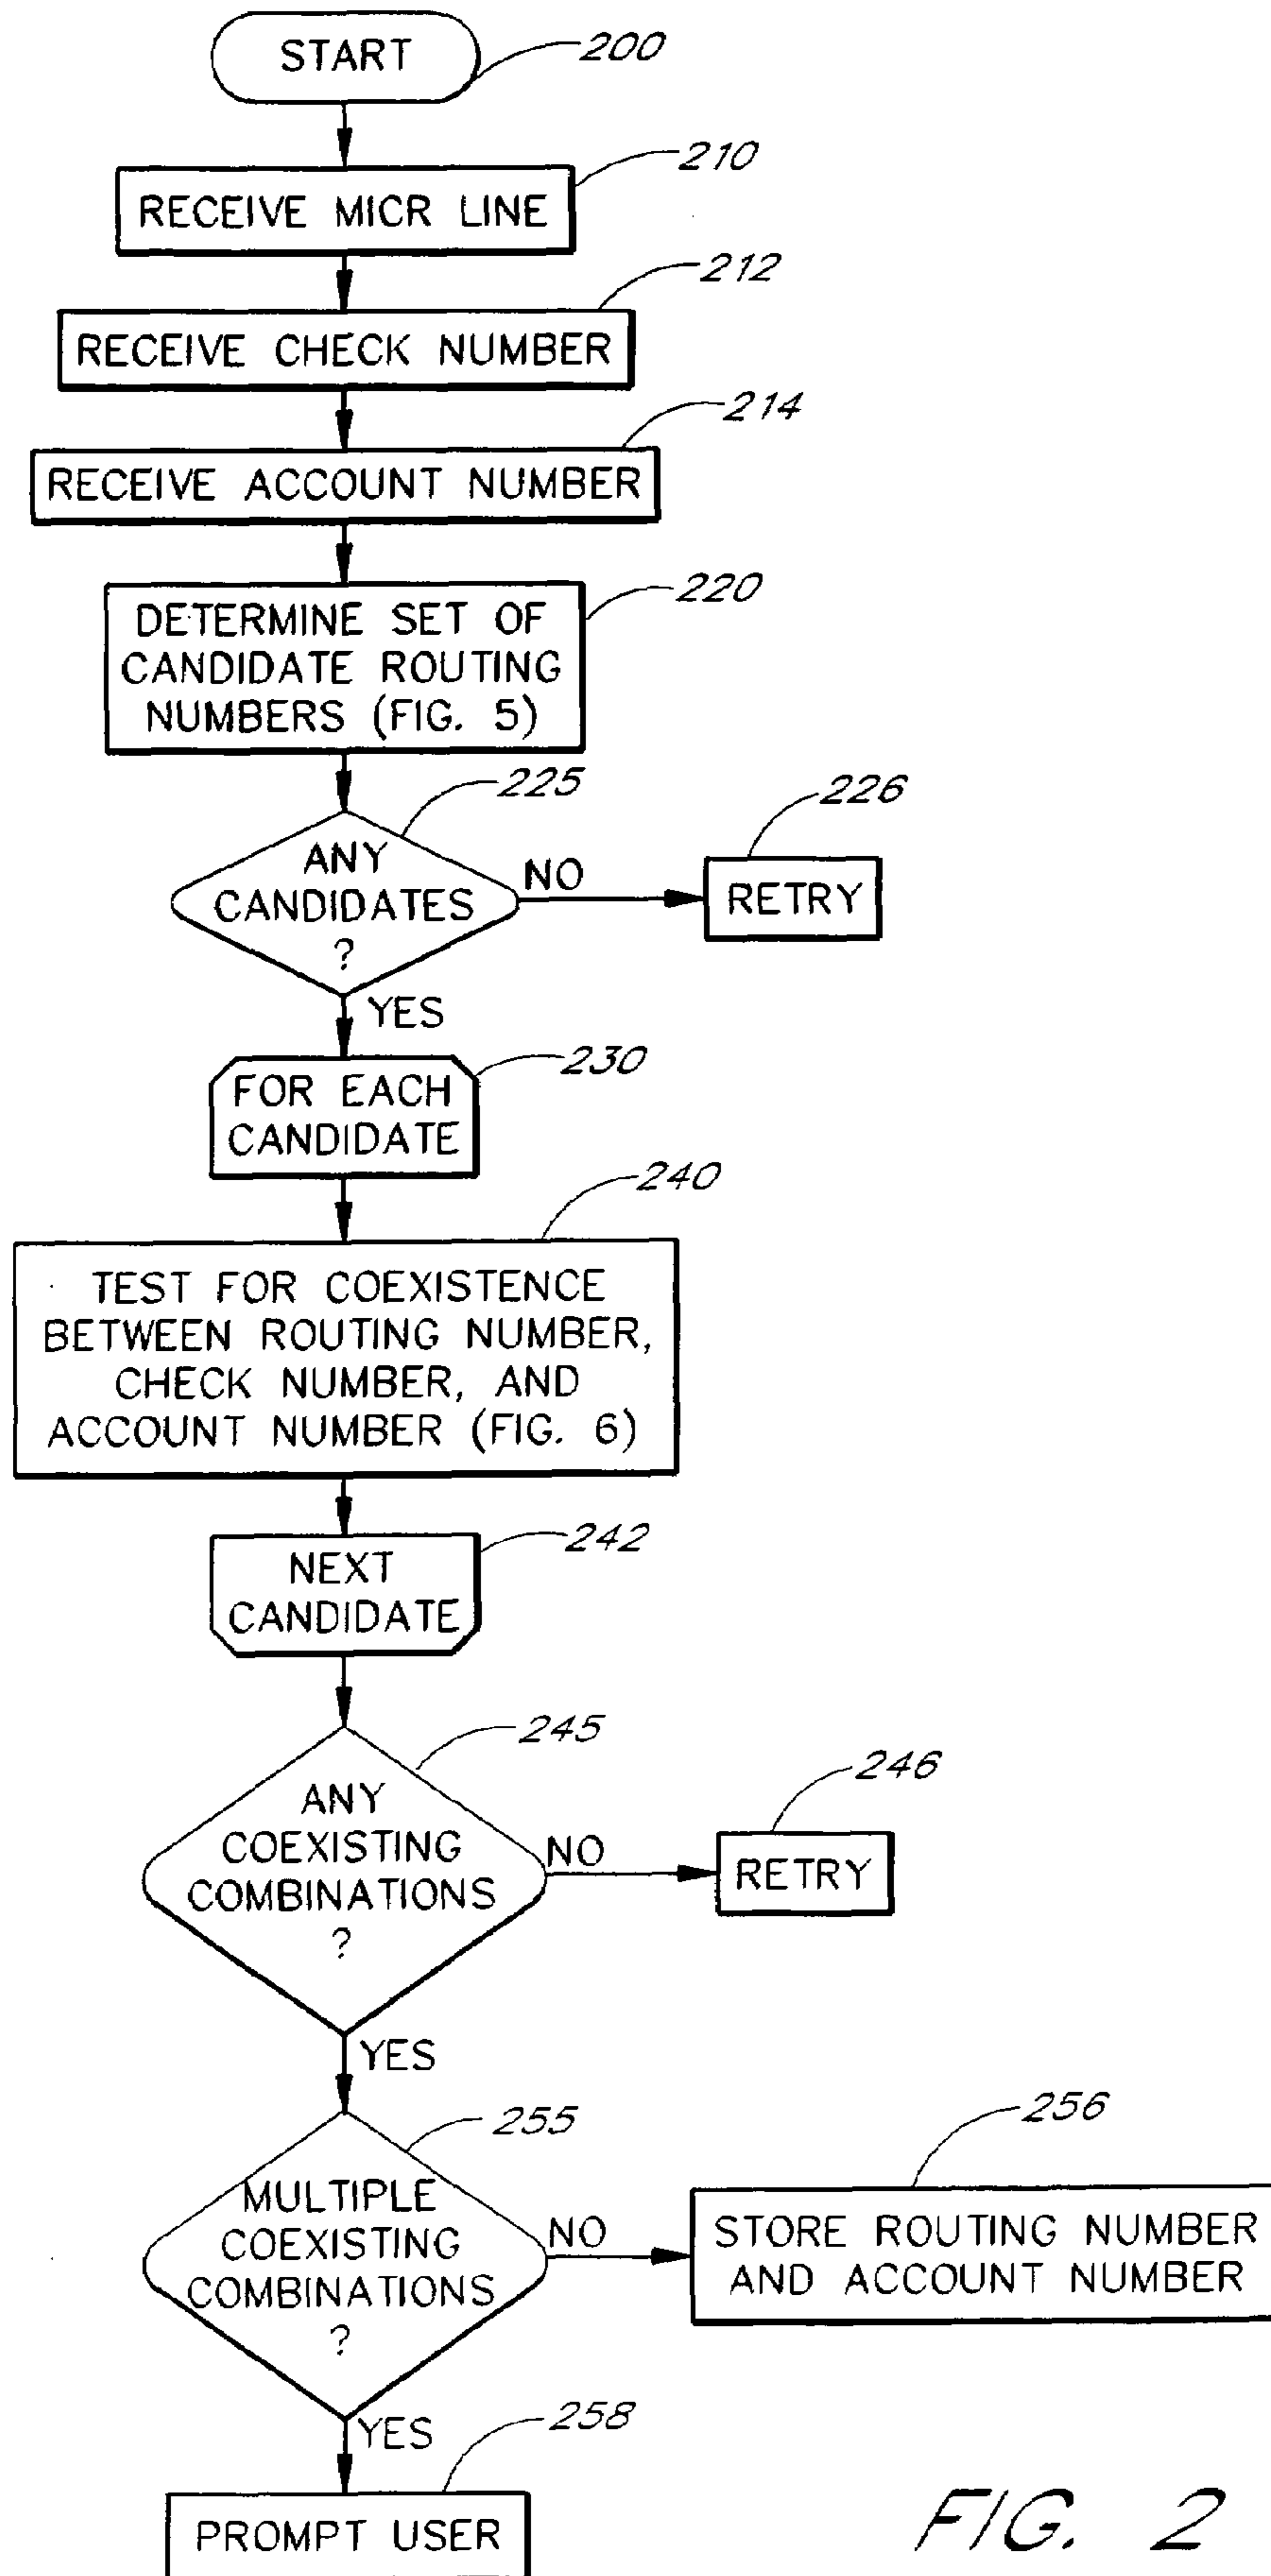 START
200
RECEIVE MICR LINE
210
RECEIVE CHECK NUMBER
212
RECEIVE ACCOUNT NUMBER
214
DETERMINE SET OF
CANDIDATE ROUTING
NUMBERS (FIG. 5)
220
ANY
CANDIDATES
?
225
NO
RETRY
226
YES
FOR EACH
CANDIDATE
230
TEST FOR COEXISTENCE
BETWEEN ROUTING NUMBER,
CHECK NUMBER, AND
ACCOUNT NUMBER (FIG. 6)
240
NEXT
CANDIDATE
242
ANY
COEXISTING
COMBINATIONS
?
245
NO
RETRY
246
YES
MULTIPLE
COEXISTING
COMBINATIONS
?
255
NO
STORE ROUTING NUMBER
AND ACCOUNT NUMBER
256
YES
PROMPT USER
258
FIG. 2